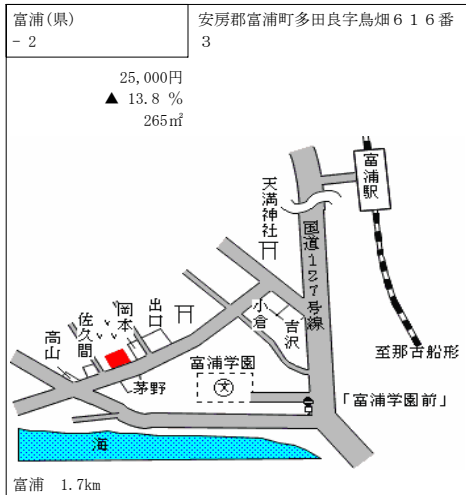 富浦(県)
- 2
安房郡富浦町多田良字鳥畑６１６番
3
25,000円
▲ 13.8 %
265㎡
富浦駅
天満神社
国道127号線
小倉
吉沢
出口
岡本
佐久間
高山
茅野
富浦学園
文
至那古船形
「富浦学園前」
海
富浦 1.7km